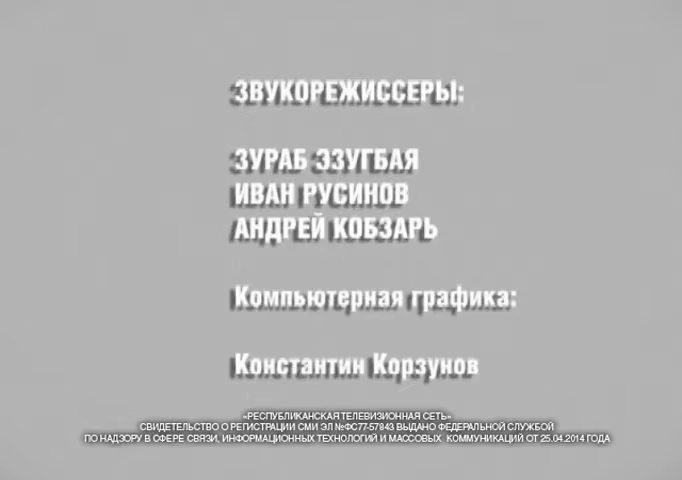 ЗВУКОРЕЖИССЕРЫ:
ЗУРАБ ЭЗУГБАЯ
ИВАН РУСИНОВ
АНДРЕЙ КОБЗАРЬ
Компьютерная графика:
Константин Корзунов
«РЕСПУБЛИКАНСКАЯ ТЕЛЕВИЗИОННАЯ СЕТЬ»
СВИДЕТЕЛЬСТВО О РЕГИСТРАЦИИ СМИ ЭЛ №ФС77-57843 ВЫДАНО ФЕДЕРАЛЬНОЙ СЛУЖБОЙ
ПО НАДЗОРУ В СФЕРЕ СВЯЗИ, ИНФОРМАЦИОННЫХ ТЕХНОЛОГИЙ И МАССОВЫХ КОММУНИКАЦИЙ ОТ 25.04.2014 ГОДА